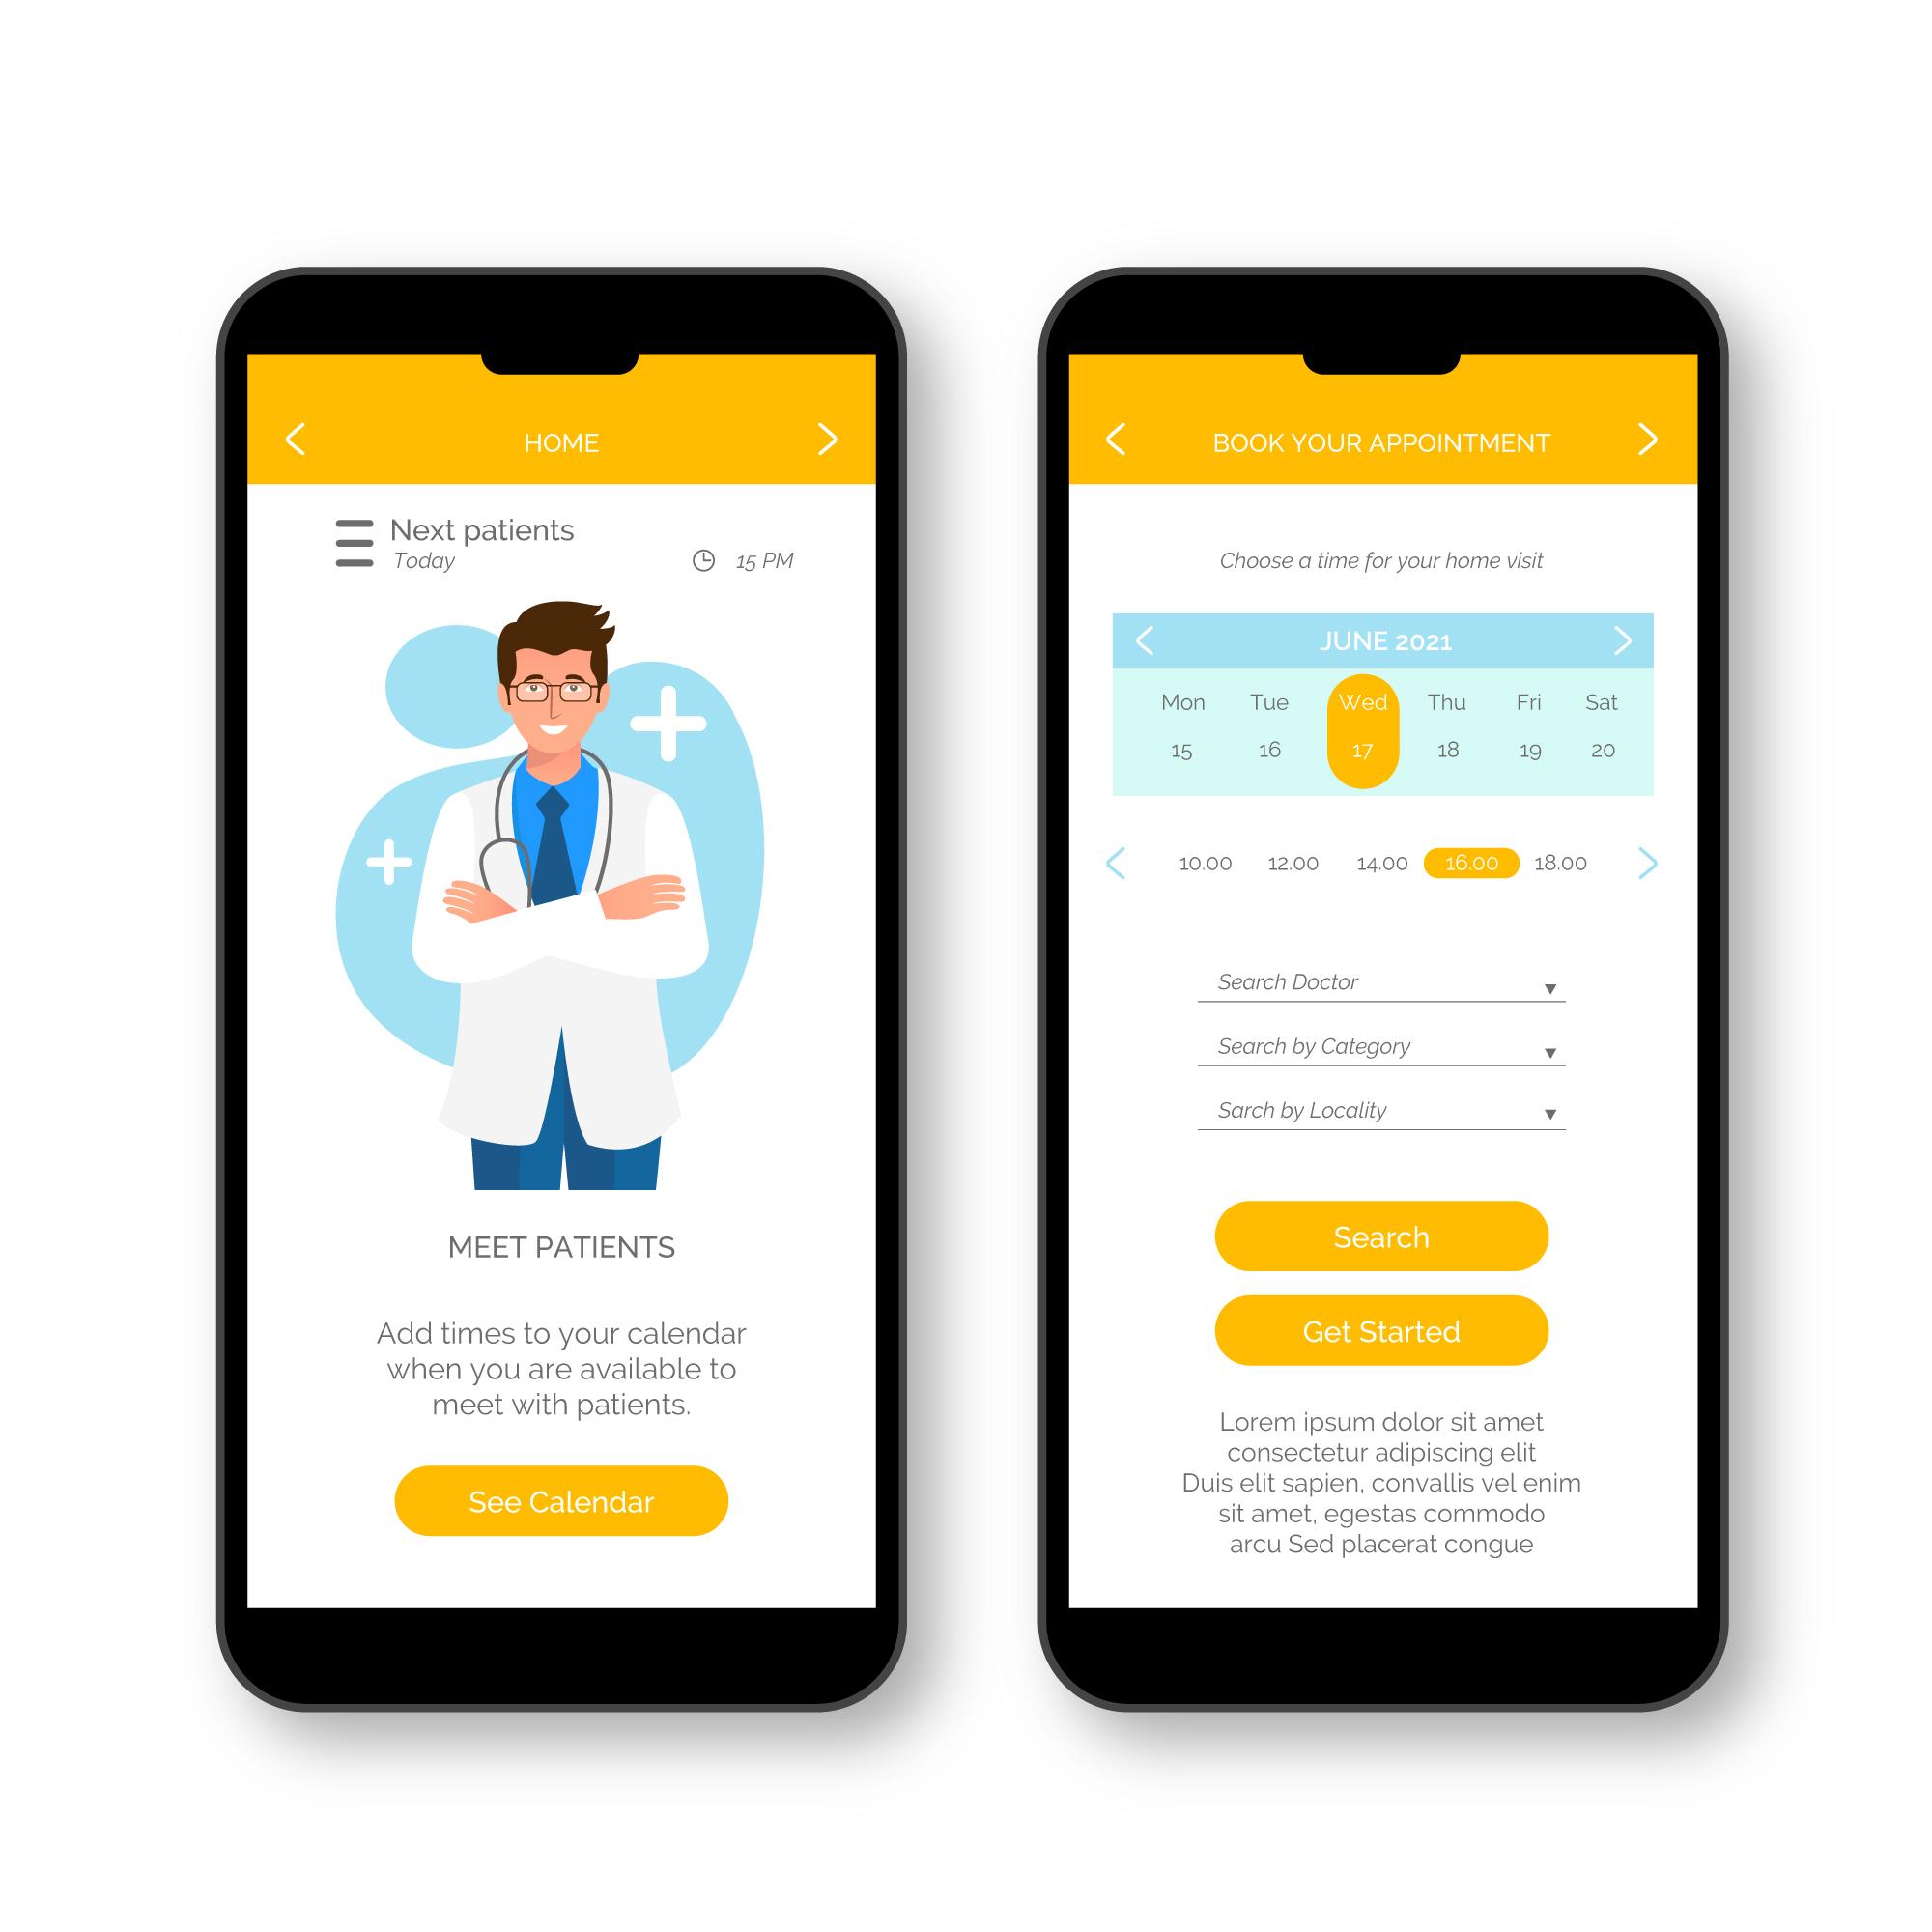 HOME
Next patients
Today
15 PM
MEET PATIENTS
Add times to your calendar
when you are available to
meet with patients.
See Calendar
BOOK YOUR APPOINTMENT
Choose a time for your home visit
JUNE 2021
Mon Tue Wed Thu Fri Sat
15 16 17 18 19 20
10.00 12.00 14.00 16.00 18.00
Search Doctor
Search by Category
Sarch by Locality
Search
Get Started
Lorem ipsum dolor sit amet
consectetur adipiscing elit
Duis elit sapien, convallis vel enim
sit amet, egestas commodo
arcu Sed placerat congue